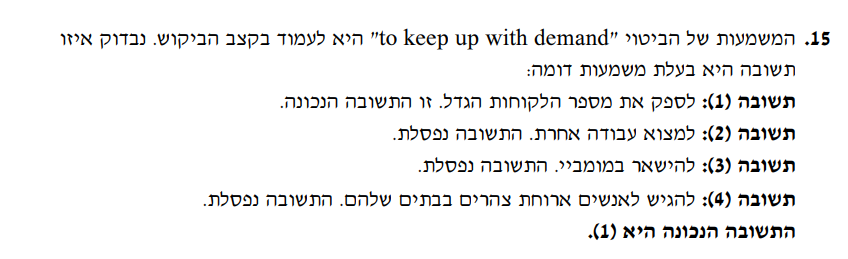 15. המשמעות של הביטוי "to keep up with demand" היא לעמוד בקצב הביקוש. נבדוק איזו
תשובה היא בעלת משמעות דומה:
תשובה (1): לספק את מספר הלקוחות הגדל. זו התשובה הנכונה.
תשובה (2): למצוא עבודה אחרת. התשובה נפסלת.
תשובה (3): להישאר במומביי. התשובה נפסלת.
תשובה (4): להגיש לאנשים ארוחת צהרים בבתים שלהם. התשובה נפסלת.
התשובה הנכונה היא (1).